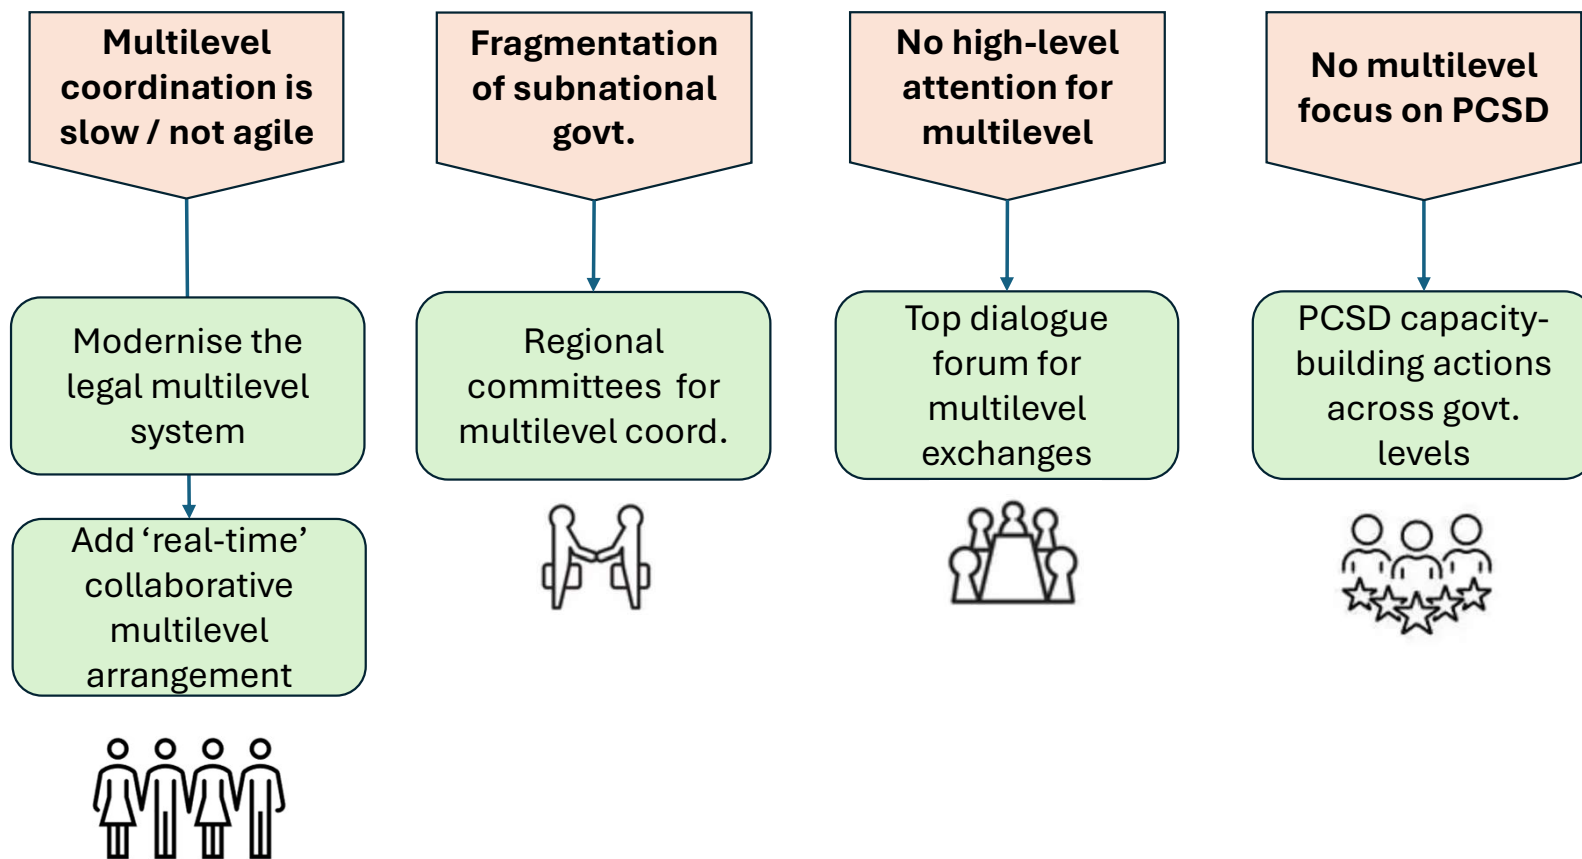 Multilevel
coordination is
slow / not agile
Fragmentation
of subnational
govt.
No high-level
attention for
multilevel
No multilevel
focus on PCSD
Modernise the
legal multilevel
system
Regional
committees  for
multilevel coord.
Top dialogue
forum for
multilevel
exchanges
PCSD capacity-
building actions
across govt.
levels
Add ‘real-time’
collaborative
multilevel
arrangement